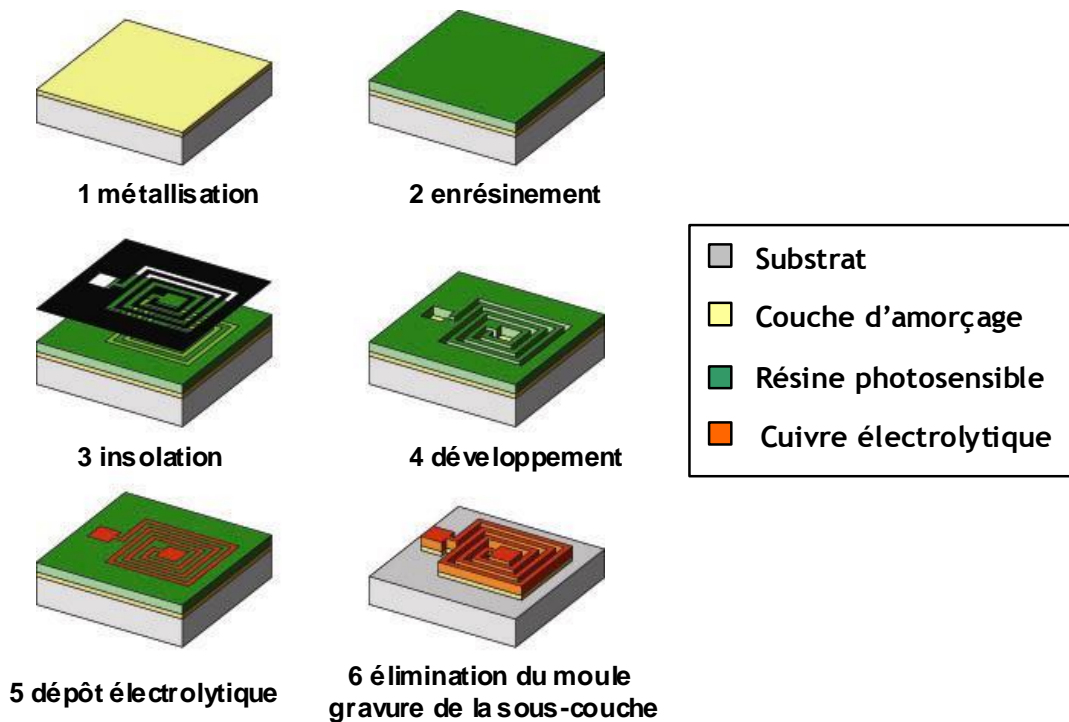 1 métallisation
2 enrésinement
3 insolation
4 développement
5 dépôt électrolytique
6 élimination du moule
gravure de la sous-couche
Substrat
Couche d'amorçage
Résine photosensible
Cuivre électrolytique